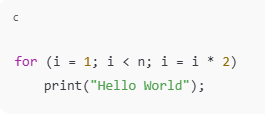 c
for (i = 1; i < n; i = i * 2)
    print("Hello World");